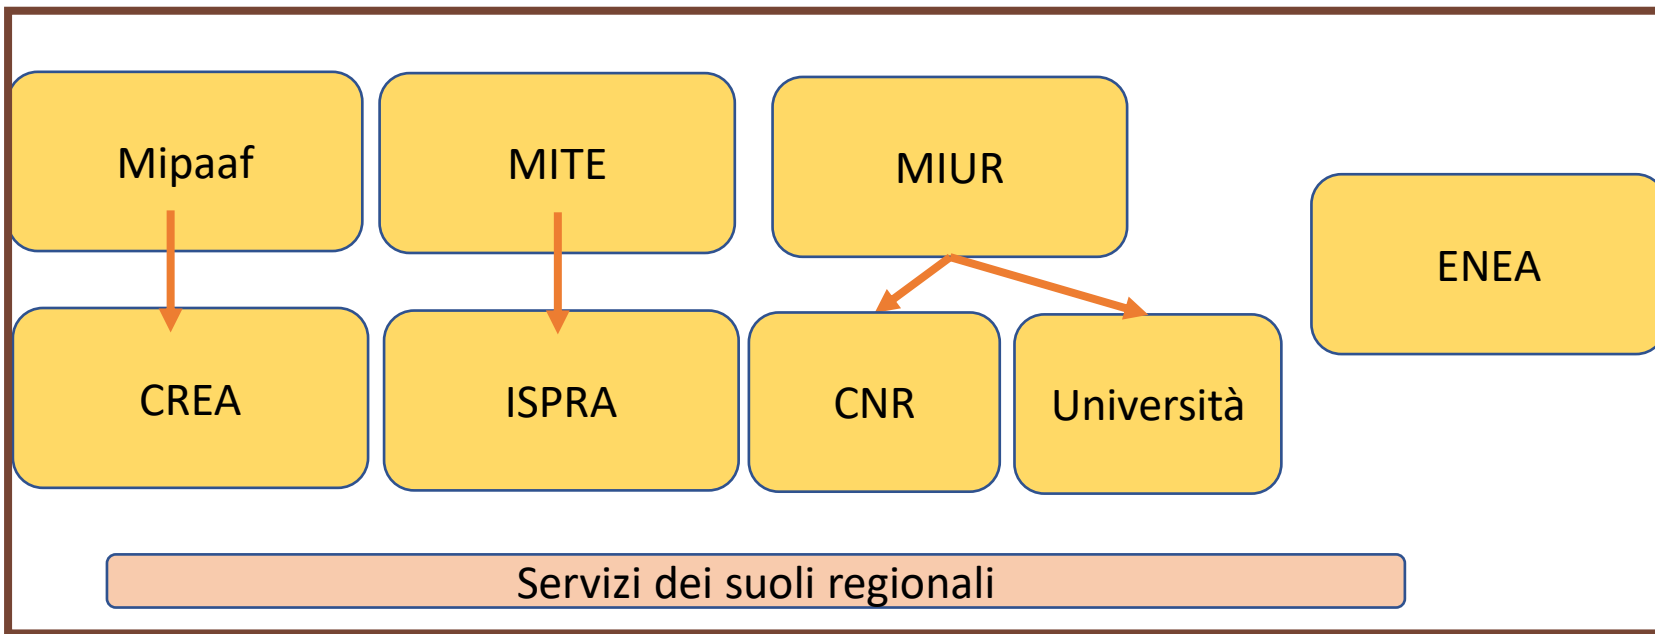 Mipaaf
MITE
MIUR
ENEA
CREA
ISPRA
CNR
Università
Servizi dei suoli regionali